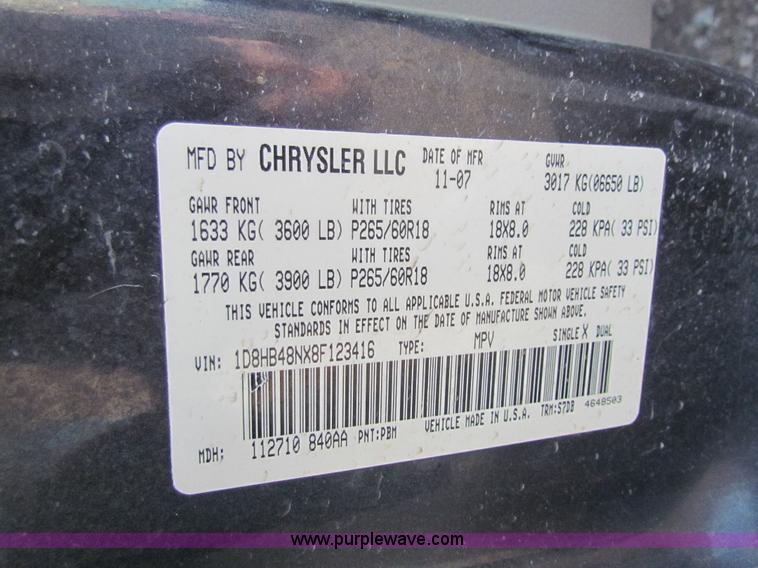 MFD BY CHRYSLER LLC DATE OF MFR 11-07 GVWR 3017 KG(06650 LB)
GAWR FRONT WITH TIRES RIMS AT COLD
1633 KG( 3600 LB) P265/60R18 18X8.0 228 KPA( 33 PSI)
GAWR REAR WITH TIRES RIMS AT COLD
1770 KG( 3900 LB) P265/60R18 18X8.0 228 KPA( 33 PSI)
THIS VEHICLE CONFORMS TO ALL APPLICABLE U.S.A. FEDERAL MOTOR VEHICLE SAFETY
STANDARDS IN EFFECT ON THE DATE OF MANUFACTURE SHOWN ABOVE.
VIN: 1D8HB48NX8F123416 TYPE: MPV SINGLE X DUAL
MDH: 112710 840AA PNT:PBM VEHICLE MADE IN U.S.A. TRM:S7DB 4648503
www.purplewave.com